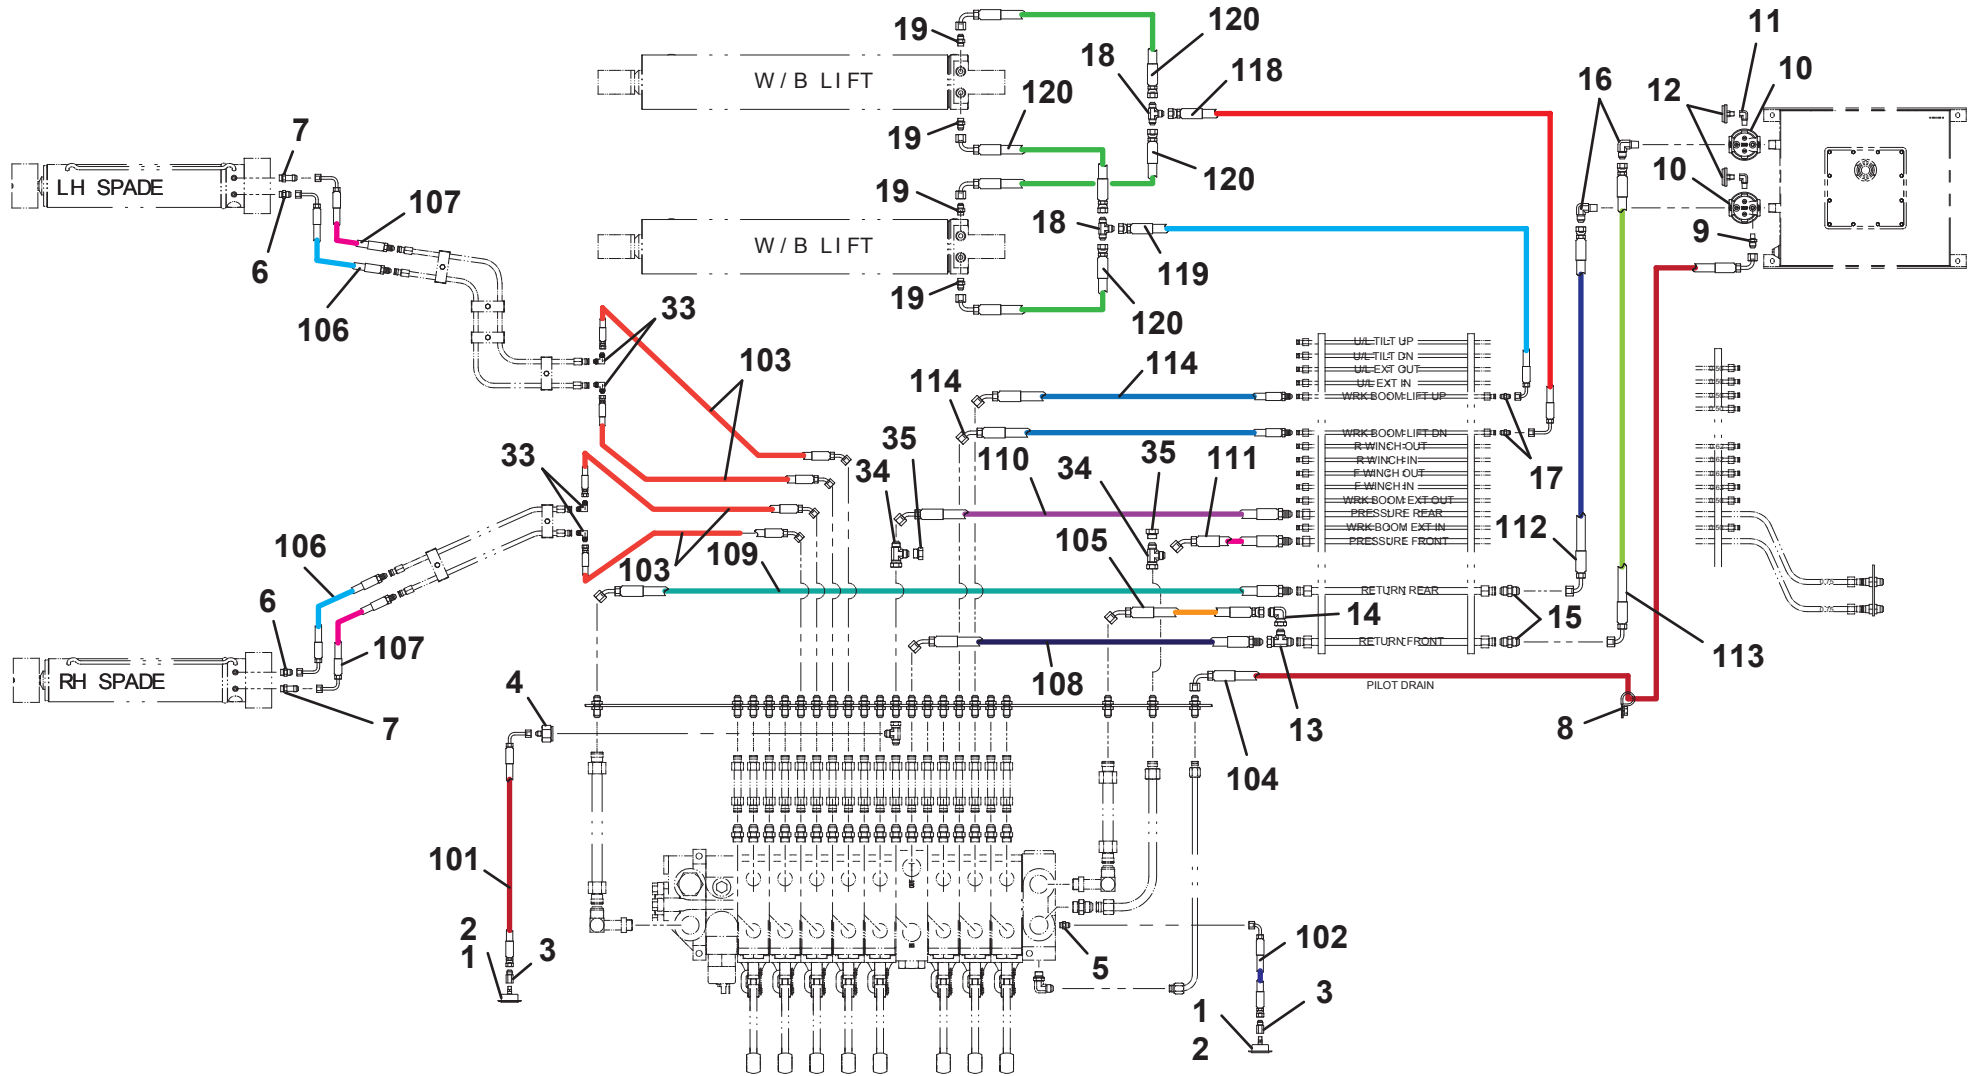 19
120
11
18
118
10
16
12
W / B LIFT
120
7
19
LH SPADE
107
19
120
10
18
9
6
W / B LIFT
119
106
19
33
120
U/L TILT UP
U/L TILT DN
U/L EXT OUT
103
114
114
U/L EXT IN
WRK BOOM LIFT UP
WRK BOOM LIFT DN
33
35
34
110
34
35
111
R WINCH OUT
R WINCH IN
17
F WINCH OUT
F WINCH IN
WRK BOOM EXT OUT
PRESSURE REAR
WRK BOOM EXT IN
112
PRESSURE FRONT
106
103
109
105
RETURN REAR
6
14
15
107
RETURN FRONT
113
RH SPADE
4
108
PILOT DRAIN
7
13
8
104
101
T
2
1
3
5
102
1
3
2